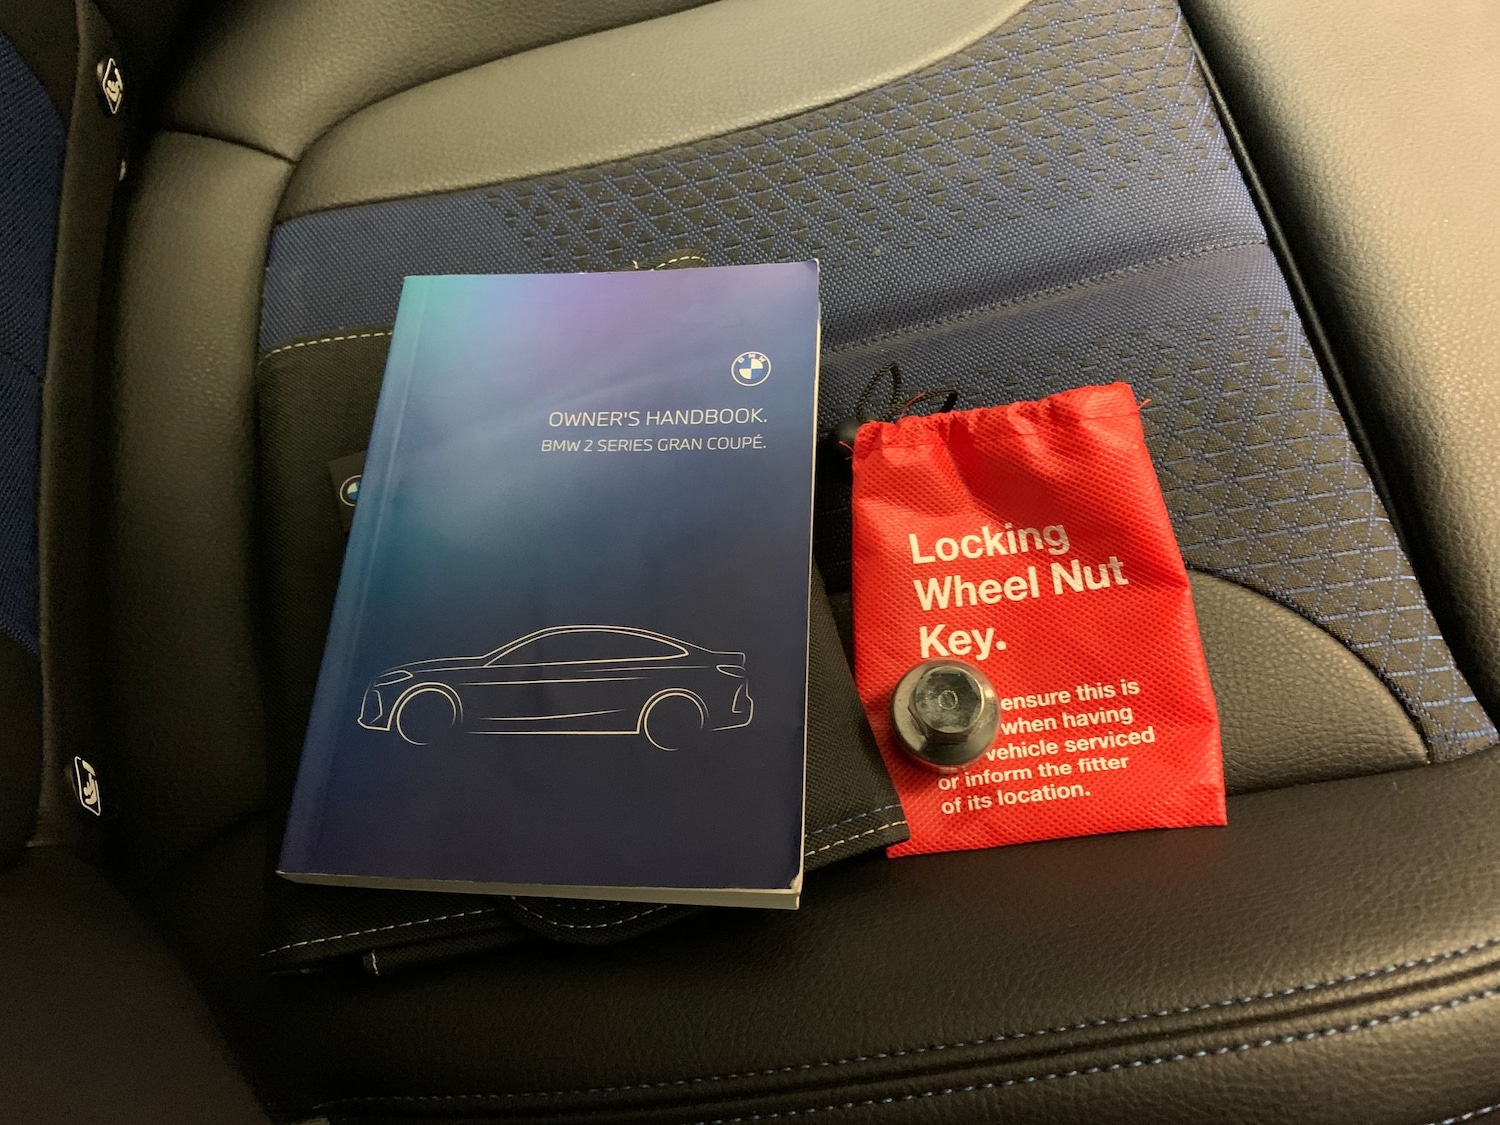 BMW
OWNER'S HANDBOOK.
BMW 2 SERIES GRAN COUPÉ.
Locking
Wheel Nut
Key.
ensure this is
when having
vehicle serviced
or inform the fitter
of its location.